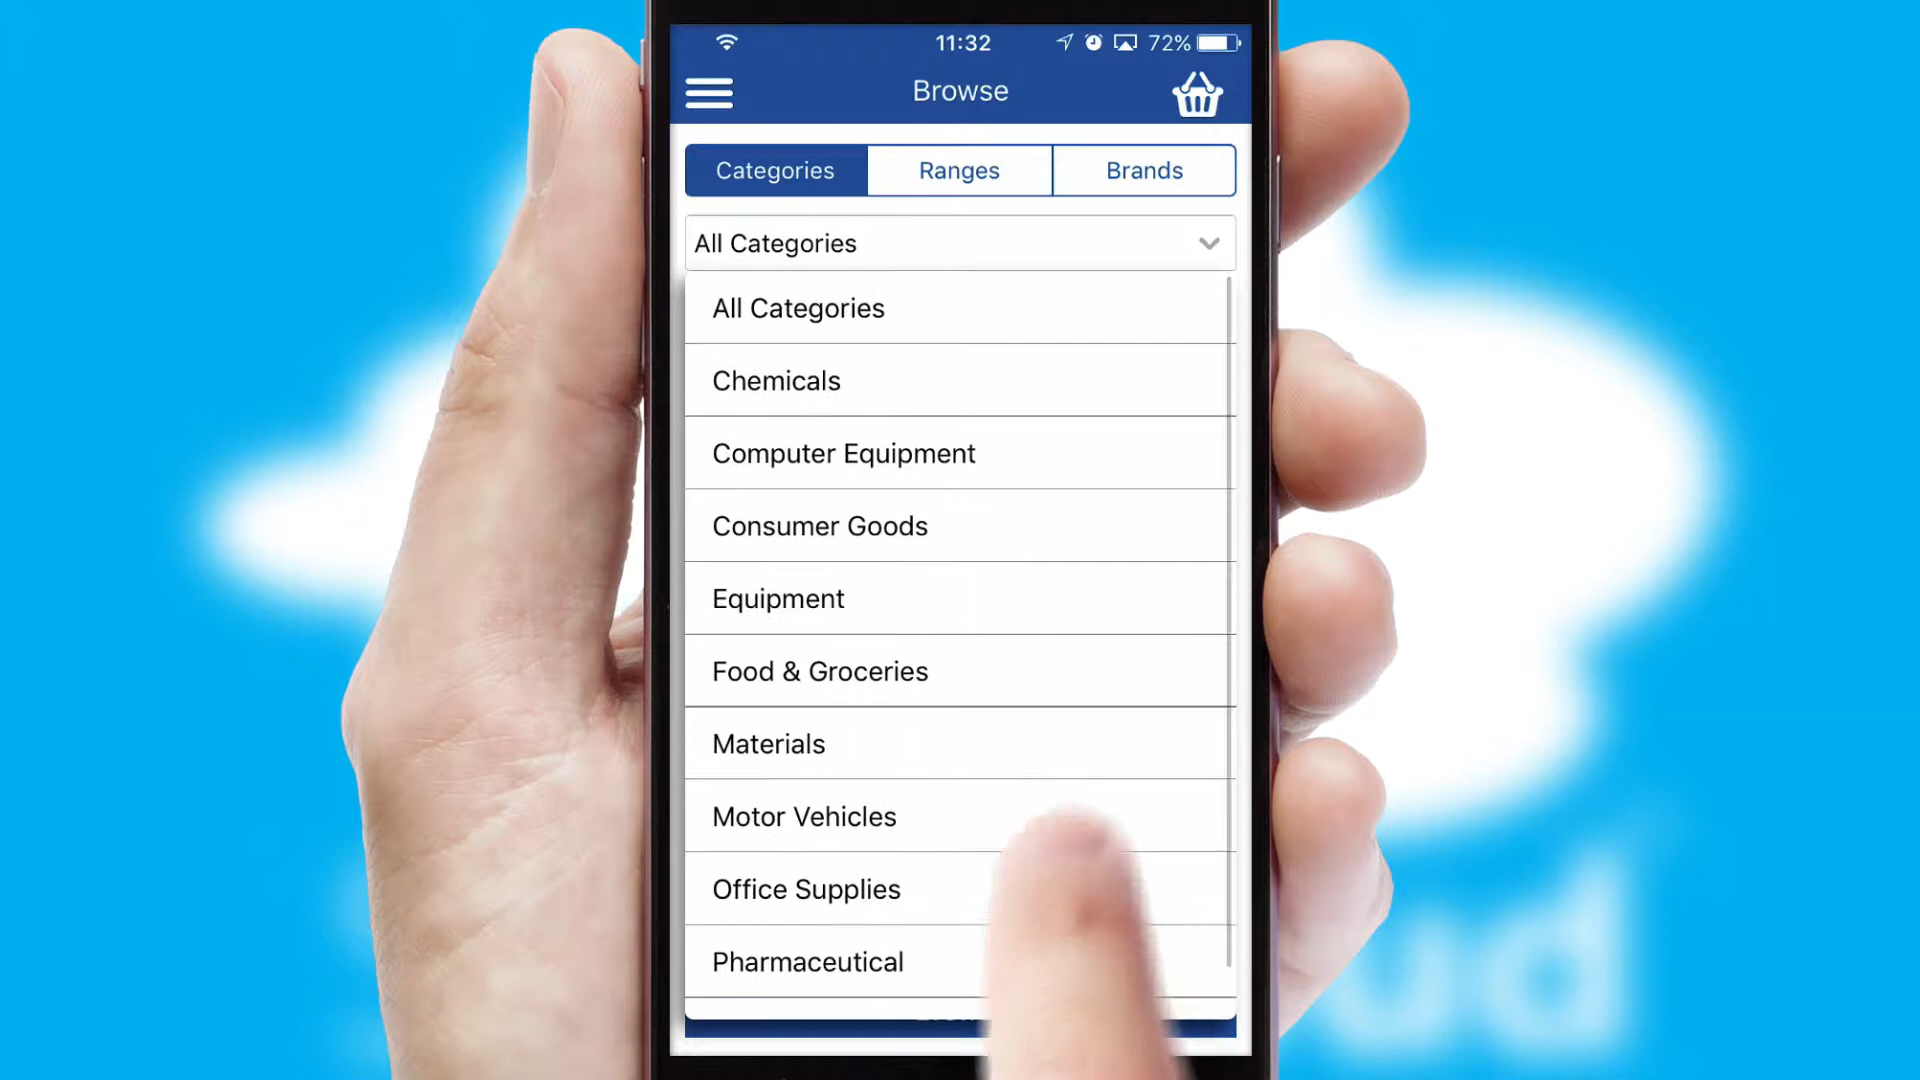 11:32
72%
Browse
Categories
Ranges
Brands
All Categories
All Categories
Chemicals
Computer Equipment
Consumer Goods
Equipment
Food & Groceries
Materials
Motor Vehicles
Office Supplies
Pharmaceutical
ud